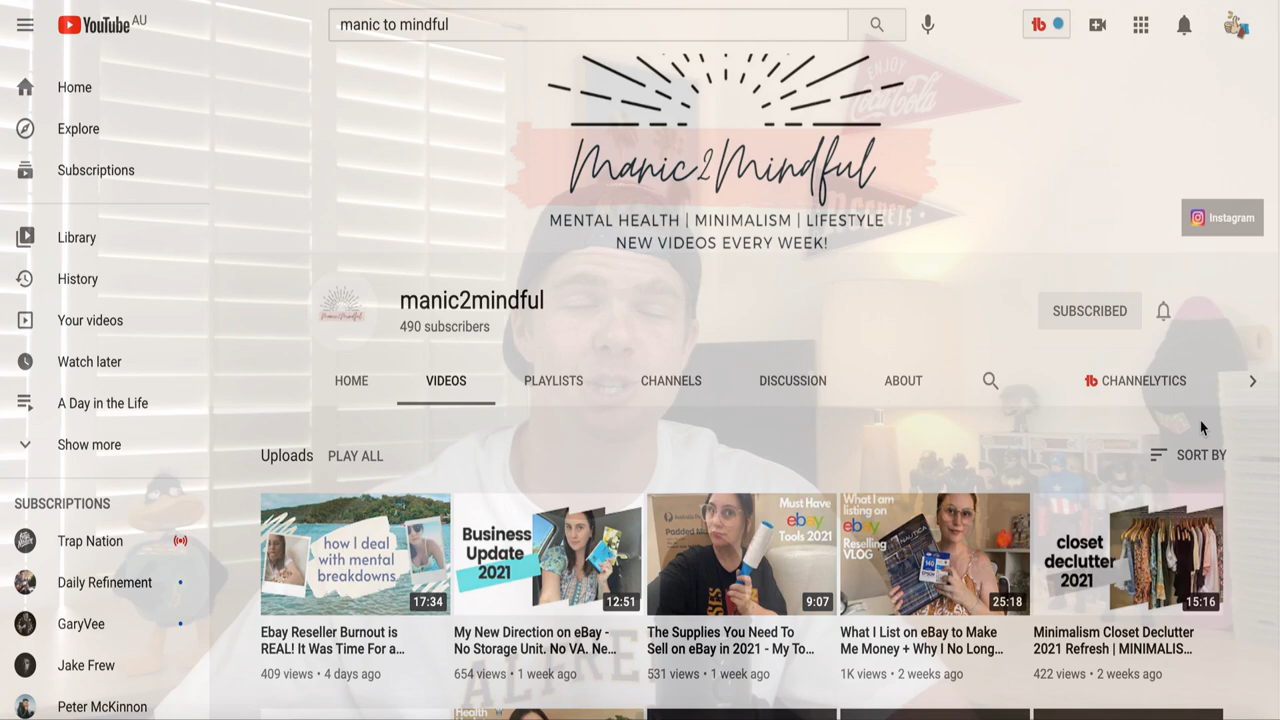 YouTube AU
manic to mindful
Home
Explore
Subscriptions
Library
History
Your videos
Watch later
A Day in the Life
Show more
SUBSCRIPTIONS
Trap Nation
Daily Refinement
GaryVee
Jake Frew
Peter McKinnon
ENJOY
Coca-Cola
Manic2Mindful
MENTAL HEALTH | MINIMALISM | LIFESTYLE
NEW VIDEOS EVERY WEEK!
Instagram
manic2mindful
490 subscribers
SUBSCRIBED
HOME
VIDEOS
PLAYLISTS
CHANNELS
DISCUSSION
ABOUT
CHANNELYTICS
Uploads
PLAY ALL
SORT BY
how I deal
with mental
breakdowns
17:34
Ebay Reseller Burnout is
REAL! It Was Time For a...
409 views • 4 days ago
Business
Update
2021
12:51
My New Direction on eBay -
No Storage Unit. No VA. Ne...
654 views • 1 week ago
Must Have
ebay
Tools 2021
9:07
The Supplies You Need To
Sell on eBay in 2021 - My To...
531 views • 1 week ago
What I am
listing on
ebay
Reselling
VLOG
NAUTICA
140
25:18
What I List on eBay to Make
Me Money + Why I No Long...
1K views • 2 weeks ago
closet
declutter
2021
15:16
Minimalism Closet Declutter
2021 Refresh | MINIMALIS...
422 views • 2 weeks ago
Health